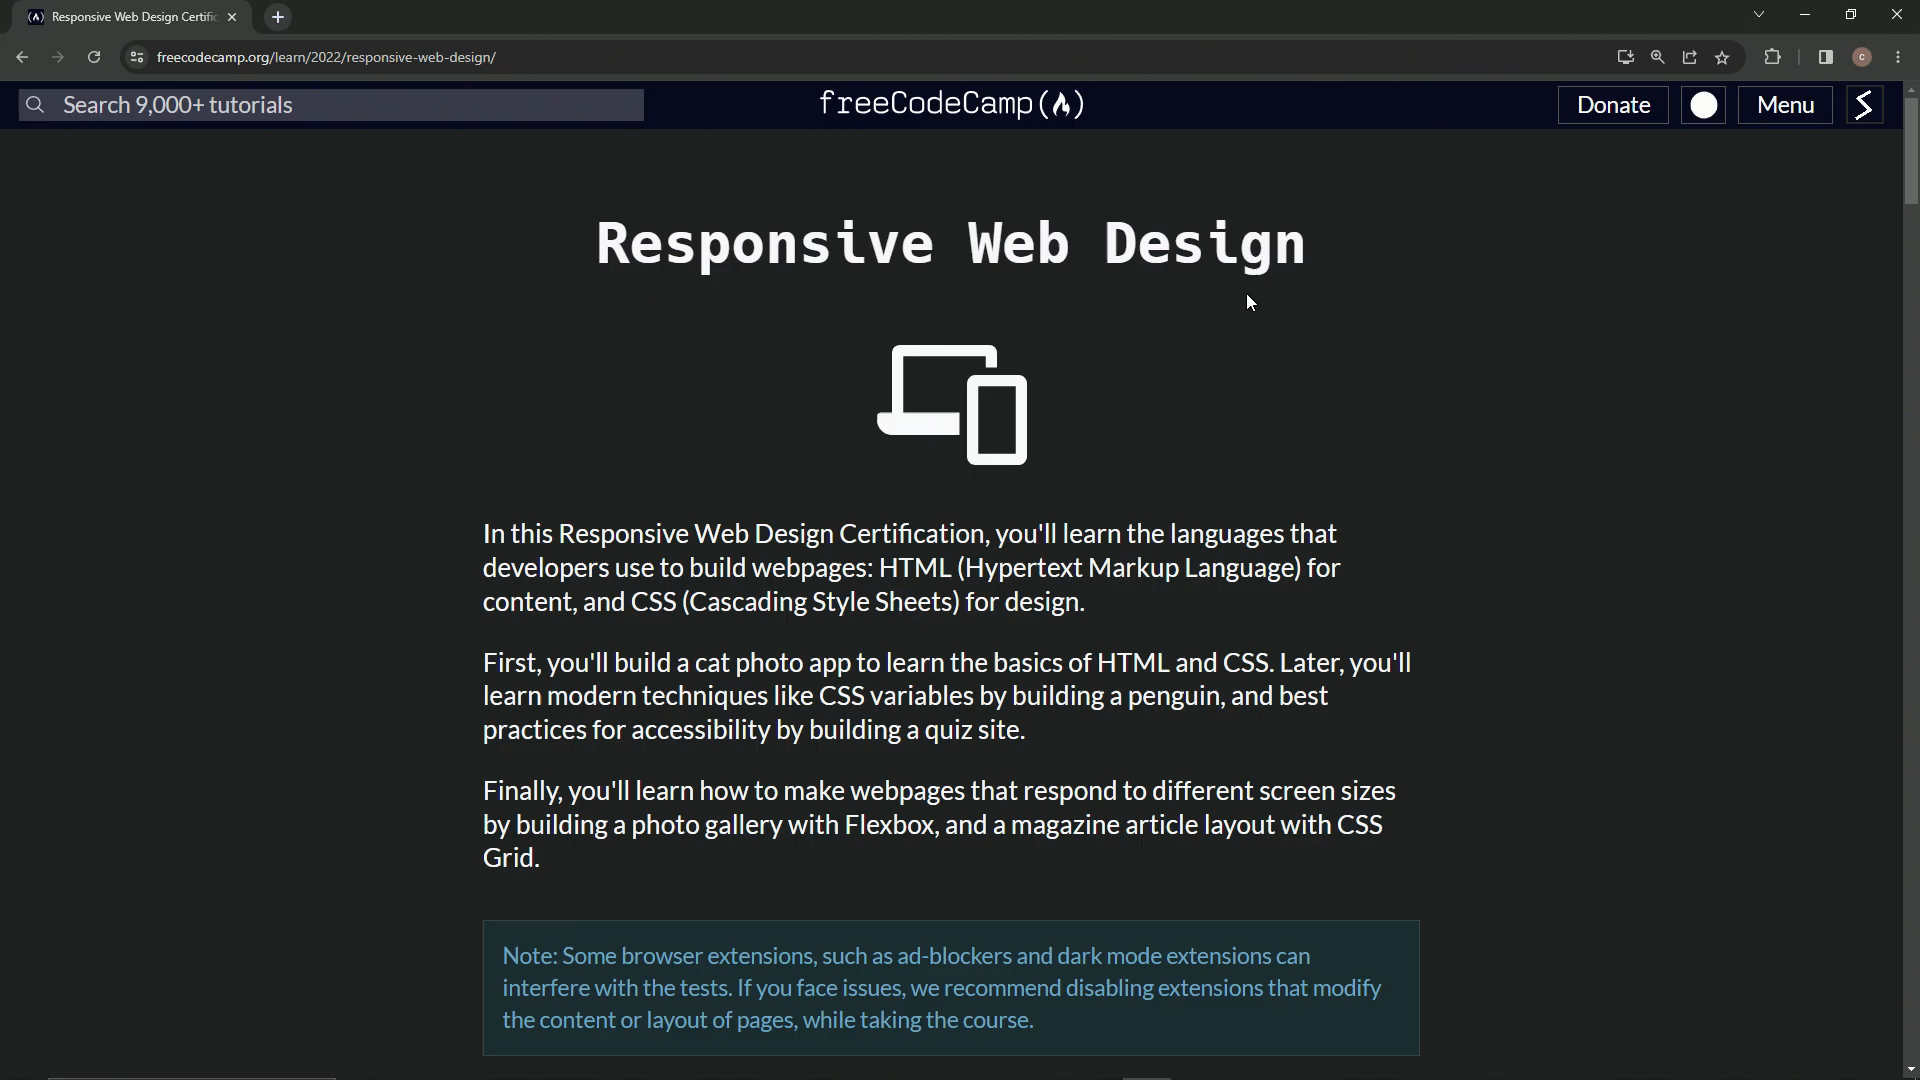 Responsive Web Design Certific
freecodecamp.org/learn/2022/responsive-web-design/
C
Search 9,000+ tutorials
freeCodeCamp
Donate
Menu
Responsive Web Design
In this Responsive Web Design Certification, you'll learn the languages that
developers use to build webpages: HTML (Hypertext Markup Language) for
content, and CSS (Cascading Style Sheets) for design.
First, you'll build a cat photo app to learn the basics of HTML and CSS. Later, you'll
learn modern techniques like CSS variables by building a penguin, and best
practices for accessibility by building a quiz site.
Finally, you'll learn how to make webpages that respond to different screen sizes
by building a photo gallery with Flexbox, and a magazine article layout with CSS
Grid.
Note: Some browser extensions, such as ad-blockers and dark mode extensions can
interfere with the tests. If you face issues, we recommend disabling extensions that modify
the content or layout of pages, while taking the course.